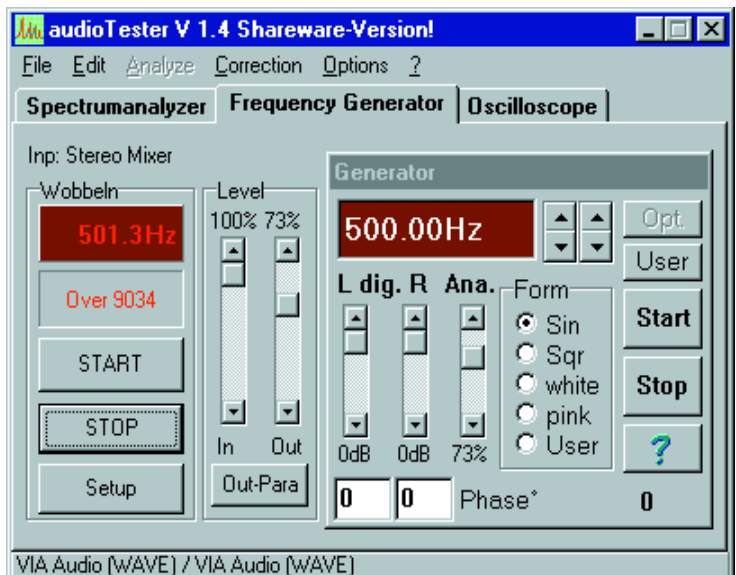 audioTester V 1.4 Shareware-Version!
File Edit Analyze Correction Options ?
Spectrumanalyzer Frequency Generator Oscilloscope
Inp: Stereo Mixer
Wobbeln
501.3Hz
Over 9034
START
STOP
Setup
Level
100% 73%
In Out
Out-Para
Generator
500.00Hz
Opt.
User
Start
Stop
?
L dig. R Ana.
0dB 0dB 73%
Form
Sin
Sqr
white
pink
User
0 0 Phase° 0
VIA Audio (WAVE) / VIA Audio (WAVE)